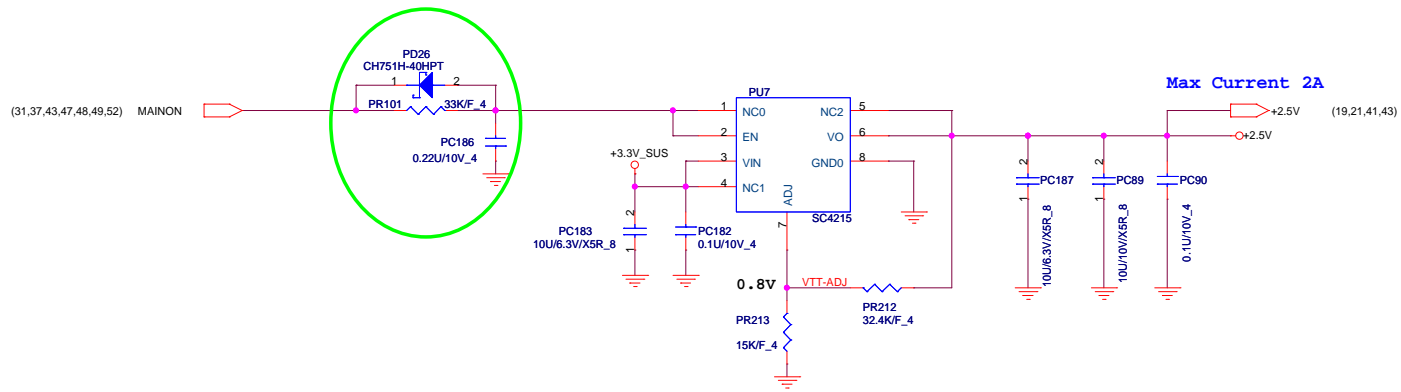 Max Current 2A
PD26
CH751H-40HPT
1 2
(31,37,43,47,48,49,52) MAINON
PR101 33K/F_4
PC186
0.22U/10V_4
PU7
1 NC0 NC2 5
2 EN VO 6
3 VIN GND0 8
4 NC1
ADJ
7
SC4215
+2.5V (19,21,41,43)
+2.5V
+3.3V_SUS
2
1
PC183
10U/6.3V/X5R_8
PC182
0.1U/10V_4
2
1
PC187
10U/6.3V/X5R_8
2
1
PC89
10U/10V/X5R_8
PC90
0.1U/10V_4
0.8V VTT-ADJ
PR212
32.4K/F_4
PR213
15K/F_4